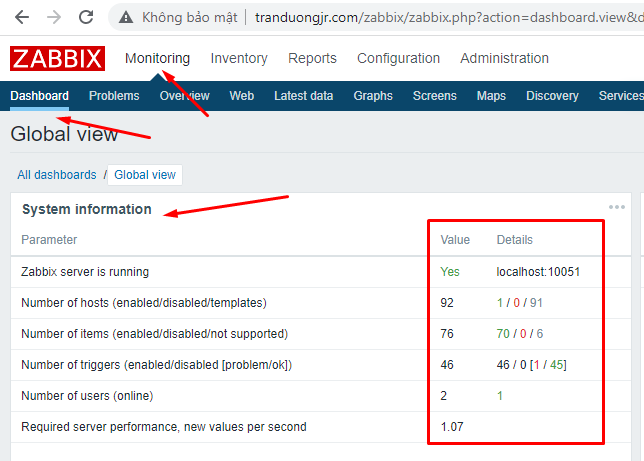 Không bảo mật | tranduongjr.com/zabbix/zabbix.php?action=dashboard.view&d
ZABBIX Monitoring Inventory Reports Configuration Administration
Dashboard Problems Overview Web Latest data Graphs Screens Maps Discovery Services
Global view
All dashboards / Global view
System information
Parameter Value Details
Zabbix server is running Yes localhost:10051
Number of hosts (enabled/disabled/templates) 92 1 / 0 / 91
Number of items (enabled/disabled/not supported) 76 70 / 0 / 6
Number of triggers (enabled/disabled [problem/ok]) 46 46 / 0 [1 / 45]
Number of users (online) 2 1
Required server performance, new values per second 1.07